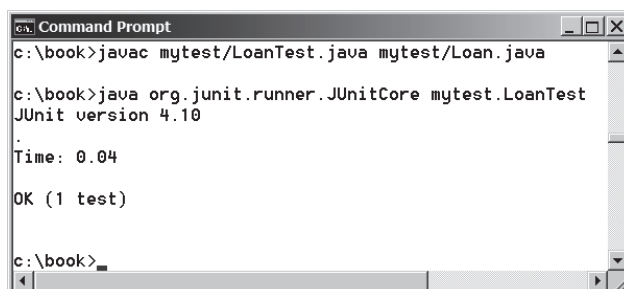 Command Prompt
c:\book>javac mytest/LoanTest.java mytest/Loan.java
c:\book>java org.junit.runner.JUnitCore mytest.LoanTest
JUnit version 4.10
.
Time: 0.04
OK (1 test)
c:\book>